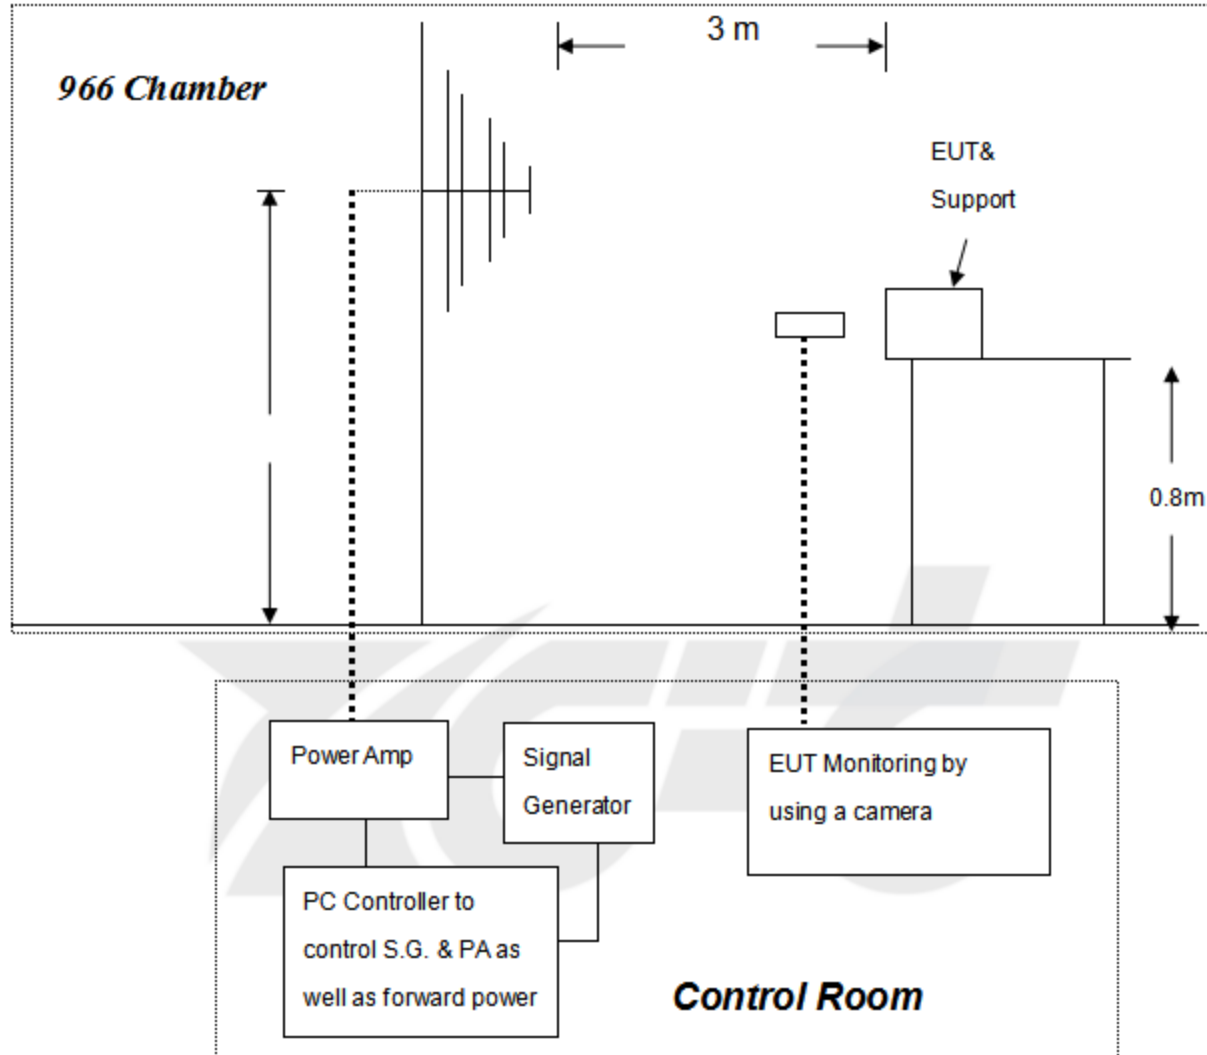 3 m
966 Chamber
EUT&
Support
0.8m
Power Amp
Signal
Generator
EUT Monitoring by
using a camera
PC Controller to
control S.G. & PA as
well as forward power
Control Room